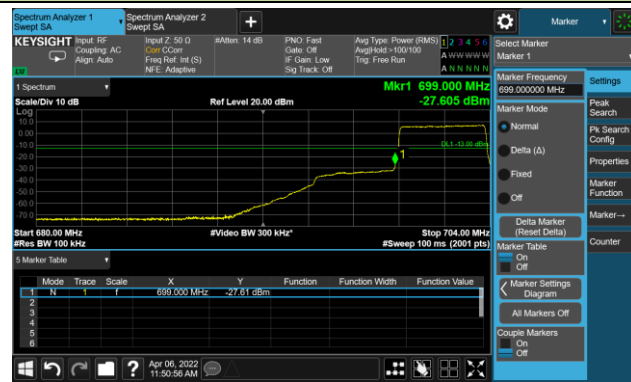 Spectrum Analyzer 1
Swept SA
Spectrum Analyzer 2
Swept SA
+
Marker
KEYSIGHT
Input: RF
Coupling: AC
Align: Auto
Input Z: 50 Ω
Corr CCorr
Freq Ref: Int (S)
NFE: Adaptive
#Atten: 14 dB
PNO: Fast
Gate: Off
IF Gain: Low
Sig Track: Off
Avg Type: Power (RMS)
Avg|Hold:>100/100
Trig: Free Run
1 2 3 4 5 6
A W W W W W
A N N N N N
LW
Select Marker
Marker 1
1 Spectrum
Scale/Div 10 dB
Log
Ref Level 20.00 dBm
Mkr1 699.000 MHz
-27.605 dBm
10.0
0.00
-10.0
-20.0
-30.0
-40.0
-50.0
-60.0
-70.0
DL1 -13.00 dBm
1
Start 680.00 MHz
#Res BW 100 kHz
#Video BW 300 kHz*
Stop 704.00 MHz
#Sweep 100 ms (2001 pts)
5 Marker Table
Mode Trace Scale X Y Function Function Width Function Value
1 N 1 f 699.000 MHz -27.61 dBm
2
3
4
5
6
Marker Frequency
699.000000 MHz
Marker Mode
Normal
Delta (Δ)
Fixed
Off
Delta Marker
(Reset Delta)
Marker Table
On
Off
Marker Settings
Diagram
All Markers Off
Couple Markers
On
Off
Settings
Peak
Search
Pk Search
Config
Properties
Marker
Function
Marker→
Counter
?
Apr 06, 2022
11:50:56 AM